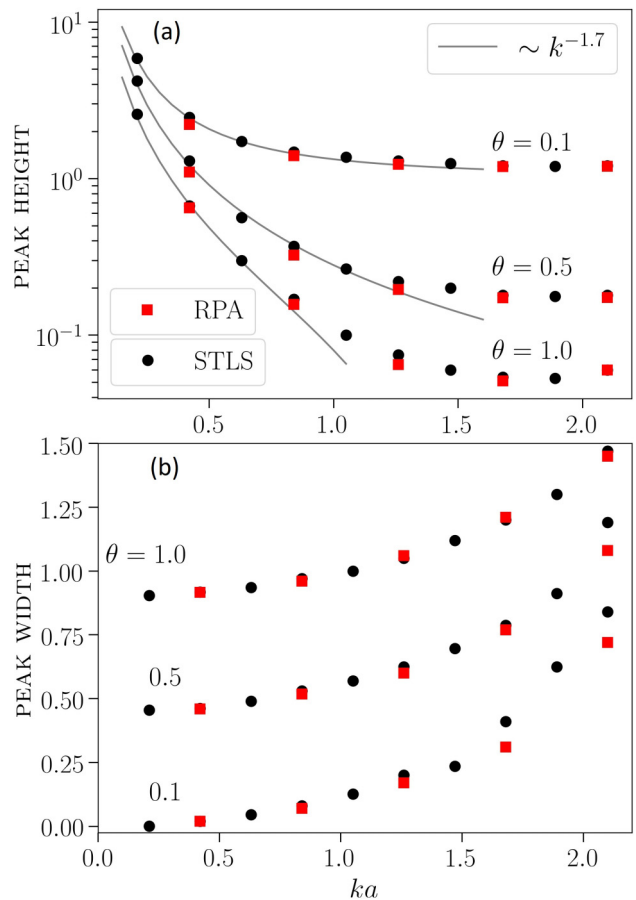 (a)
∼ k^{−1.7}
10^1
10^0
10^{−1}
PEAK HEIGHT
θ = 0.1
θ = 0.5
θ = 1.0
RPA
STLS
0.5 1.0 1.5 2.0
(b)
1.50
1.25
1.00
0.75
0.50
0.25
0.00
PEAK WIDTH
θ = 1.0
0.5
0.1
0.0 0.5 1.0 1.5 2.0
ka